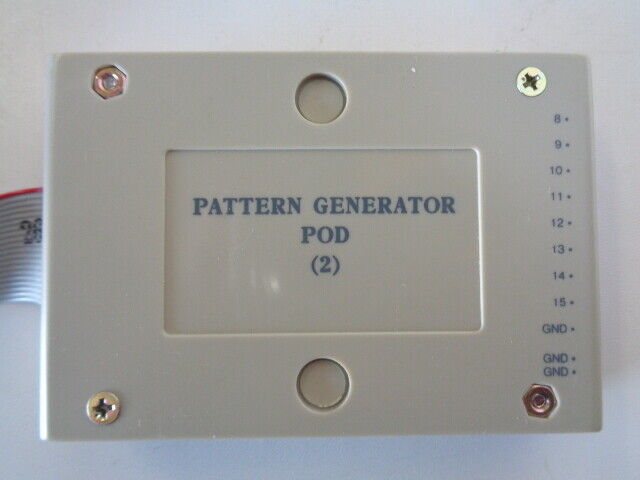 PATTERN GENERATOR
POD
(2)
8
9
10
11
12
13
14
15
GND
GND
GND